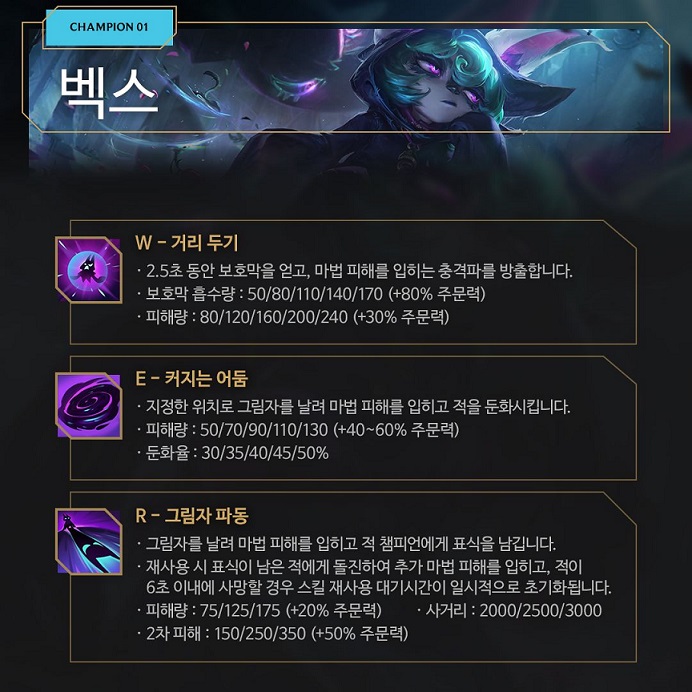 CHAMPION 01
벡스
W - 거리 두기
· 2.5초 동안 보호막을 얻고, 마법 피해를 입히는 충격파를 방출합니다.
· 보호막 흡수량 : 50/80/110/140/170 (+80% 주문력)
· 피해량 : 80/120/160/200/240 (+30% 주문력)
E - 커지는 어둠
· 지정한 위치로 그림자를 날려 마법 피해를 입히고 적을 둔화시킵니다.
· 피해량 : 50/70/90/110/130 (+40~60% 주문력)
· 둔화율 : 30/35/40/45/50%
R - 그림자 파동
· 그림자를 날려 마법 피해를 입히고 적 챔피언에게 표식을 남깁니다.
· 재사용 시 표식이 남은 적에게 돌진하여 추가 마법 피해를 입히고, 적이
6초 이내에 사망할 경우 스킬 재사용 대기시간이 일시적으로 초기화됩니다.
· 피해량 : 75/125/175 (+20% 주문력) · 사거리 : 2000/2500/3000
· 2차 피해 : 150/250/350 (+50% 주문력)